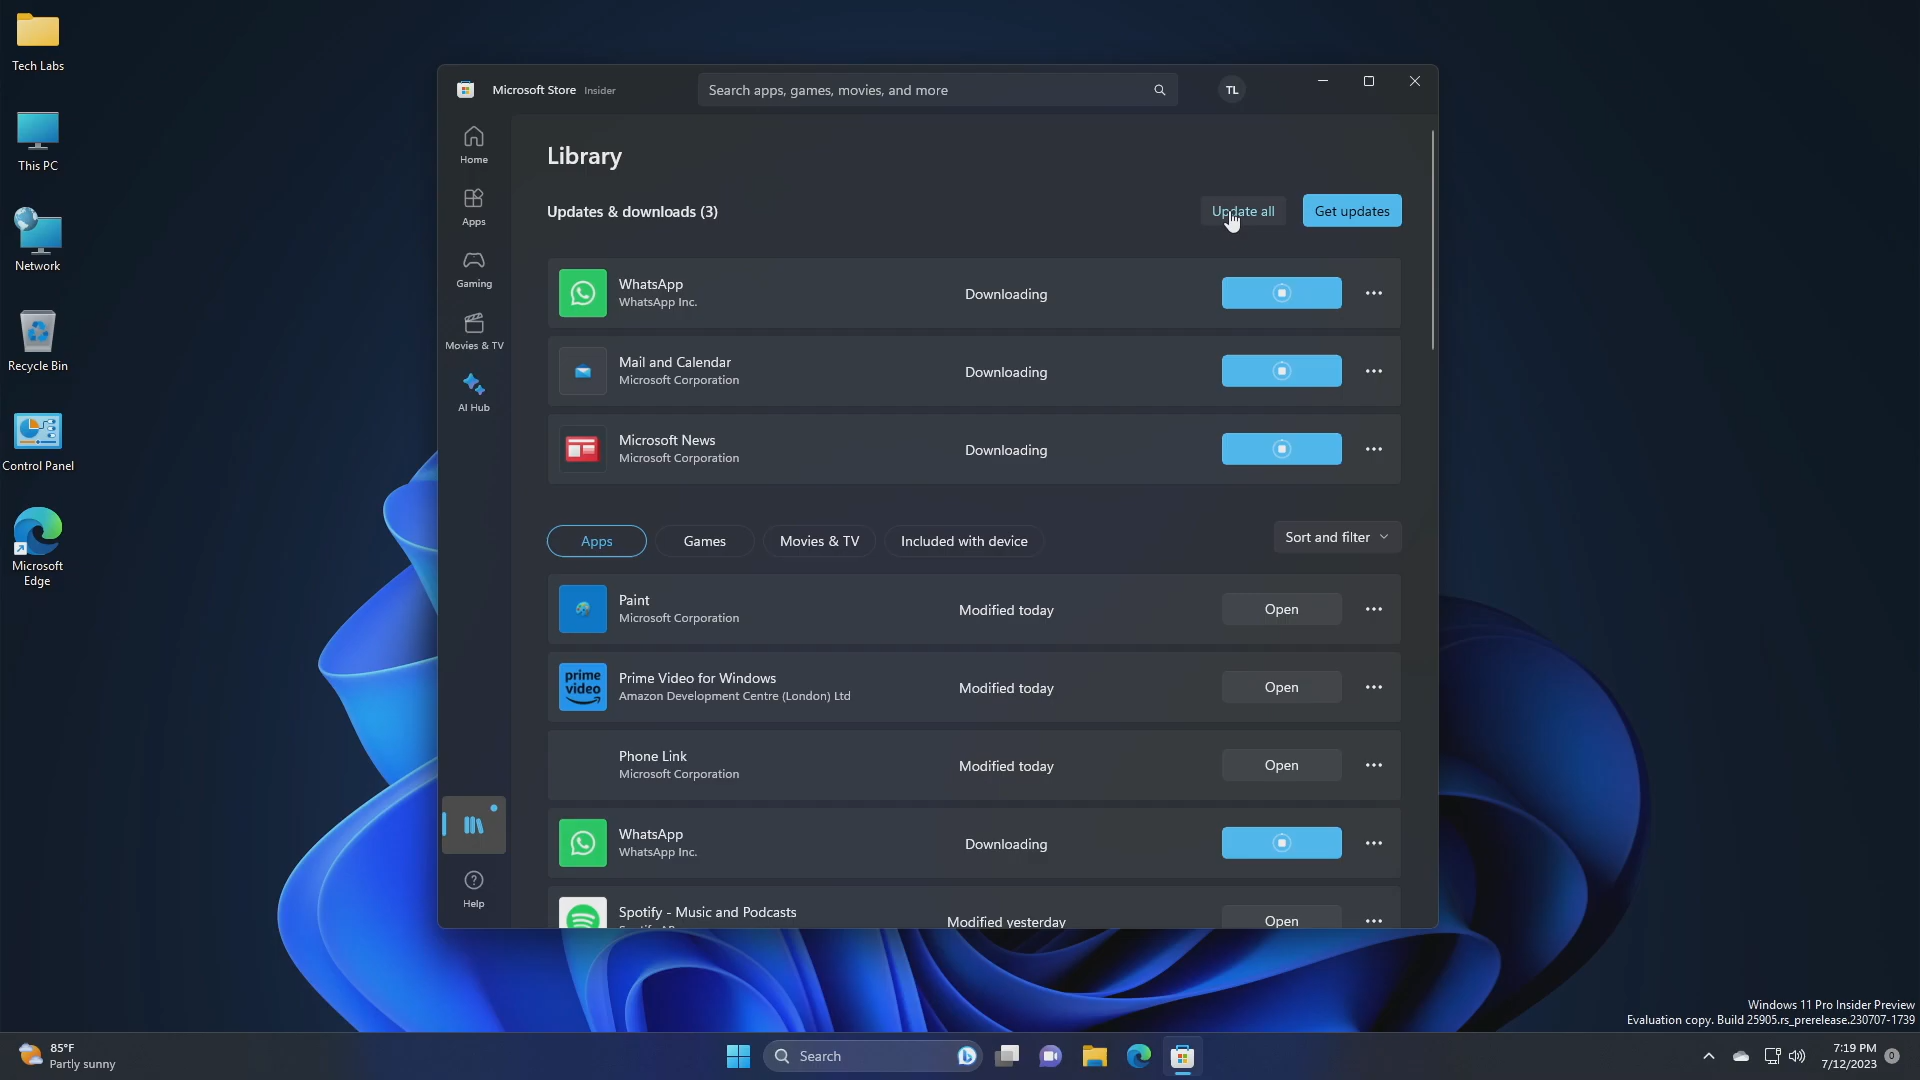 Tech Labs
This PC
Network
Recycle Bin
Control Panel
Microsoft
Edge
Microsoft Store Insider
Search apps, games, movies, and more
TL
Home
Apps
Gaming
Movies & TV
AI Hub
Help
Library
Updates & downloads (3)
Update all
Get updates
WhatsApp
WhatsApp Inc.
Downloading
Mail and Calendar
Microsoft Corporation
Downloading
Microsoft News
Microsoft Corporation
Downloading
Apps
Games
Movies & TV
Included with device
Sort and filter
Paint
Microsoft Corporation
Modified today
Open
prime
video
Prime Video for Windows
Amazon Development Centre (London) Ltd
Modified today
Open
Phone Link
Microsoft Corporation
Modified today
Open
WhatsApp
WhatsApp Inc.
Downloading
Spotify - Music and Podcasts
Modified yesterday
Open
Windows 11 Pro Insider Preview
Evaluation copy. Build 25905.rs_prerelease.230707-1739
85°F
Partly sunny
Search
7:19 PM
7/12/2023
0